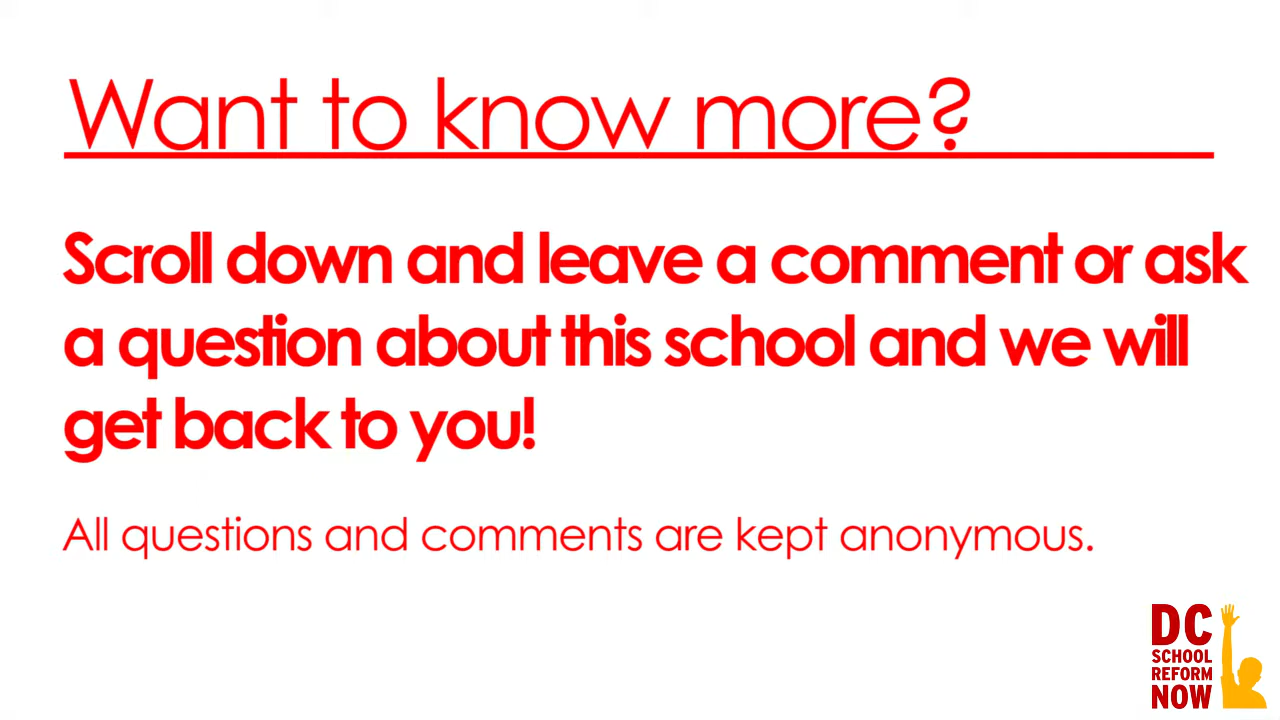 Want to know more?
Scroll down and leave a comment or ask
a question about this school and we will
get back to you!
All questions and comments are kept anonymous.
DC
SCHOOL
REFORM
NOW